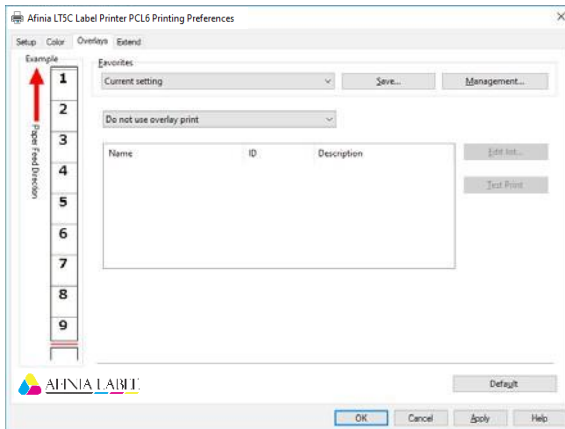 Afinia LT5C Label Printer PCL6 Printing Preferences
Setup Color Overlays Extend
Example
Favorites
1
Current setting
Save...
Management...
2
Do not use overlay print
3
Name ID Description
Edit list...
4
Test Print
5
6
7
8
9
Paper Feed Direction
AFINIA LABEL
Default
OK Cancel Apply Help